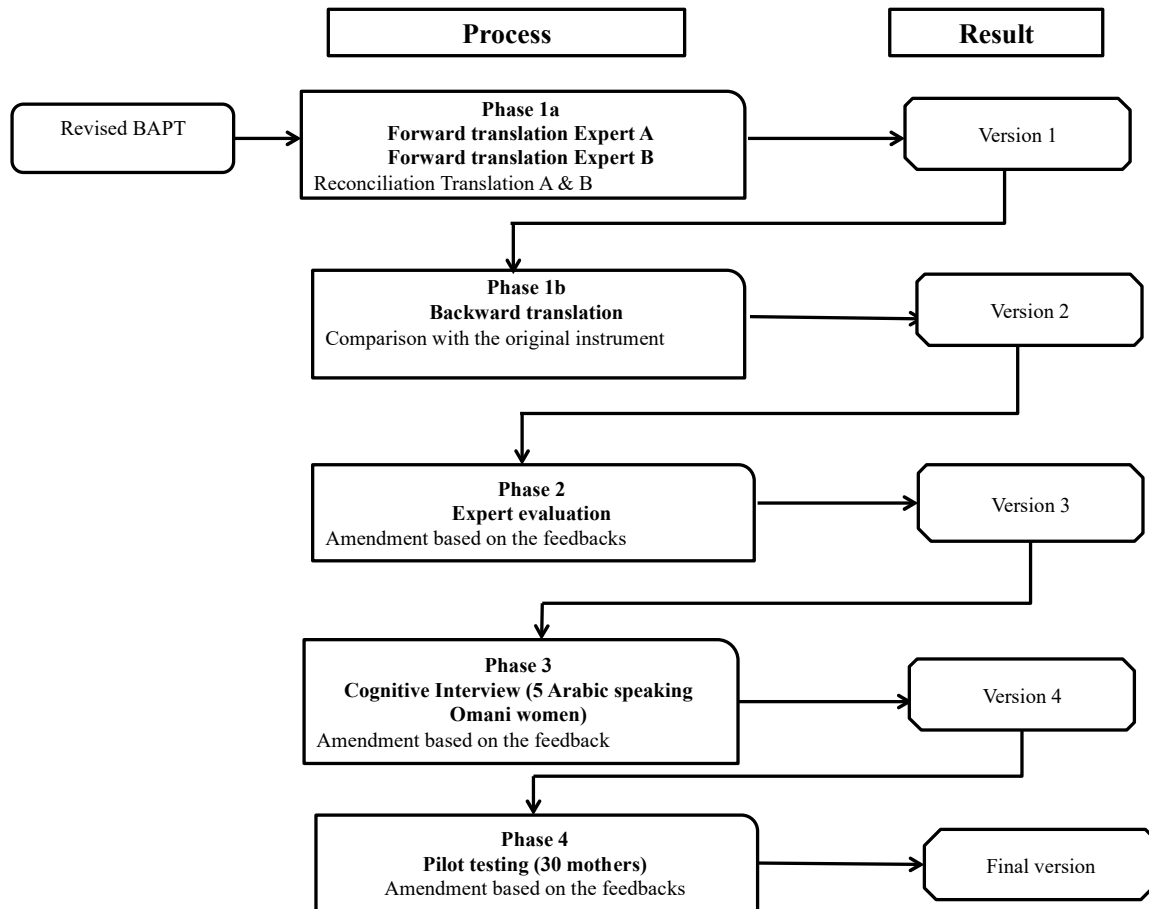 Process
Result
Revised BAPT
Phase 1a
Forward translation Expert A
Forward translation Expert B
Reconciliation Translation A & B
Version 1
Phase 1b
Backward translation
Comparison with the original instrument
Version 2
Phase 2
Expert evaluation
Amendment based on the feedbacks
Version 3
Phase 3
Cognitive Interview (5 Arabic speaking
Omani women)
Amendment based on the feedback
Version 4
Phase 4
Pilot testing (30 mothers)
Amendment based on the feedbacks
Final version